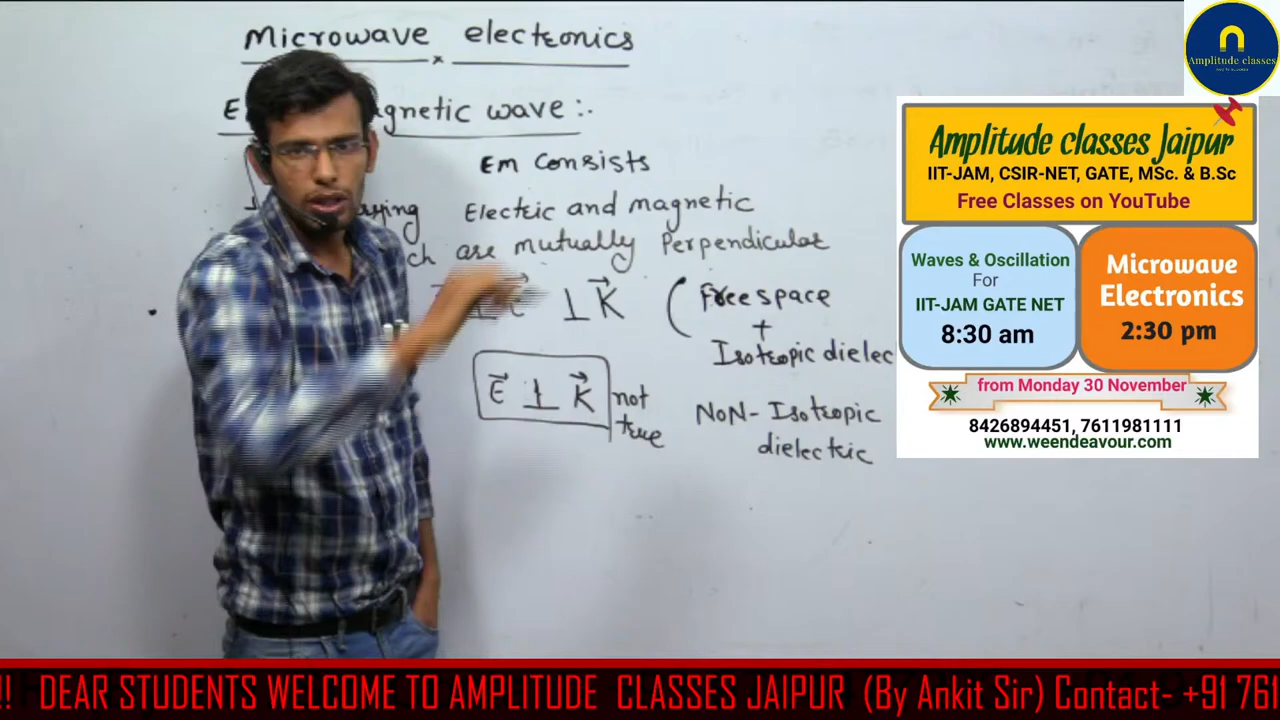 Microwave electronics
E gnetic wave :.
Em consists
Electric and magnetic
are mutually Perpendicular
⊥ K
( Free space
+
Isotropic dielec
E ⊥ K not
true
NoN-Isotropic
dielectric
Amplitude classes
Amplitude classes Jaipur
IIT-JAM, CSIR-NET, GATE, MSc. & B.Sc
Free Classes on YouTube
Waves & Oscillation
For
IIT-JAM GATE NET
8:30 am
Microwave
Electronics
2:30 pm
from Monday 30 November
8426894451, 7611981111
www.weendeavour.com
!! DEAR STUDENTS WELCOME TO AMPLITUDE CLASSES JAIPUR (By Ankit Sir) Contact- +91 761